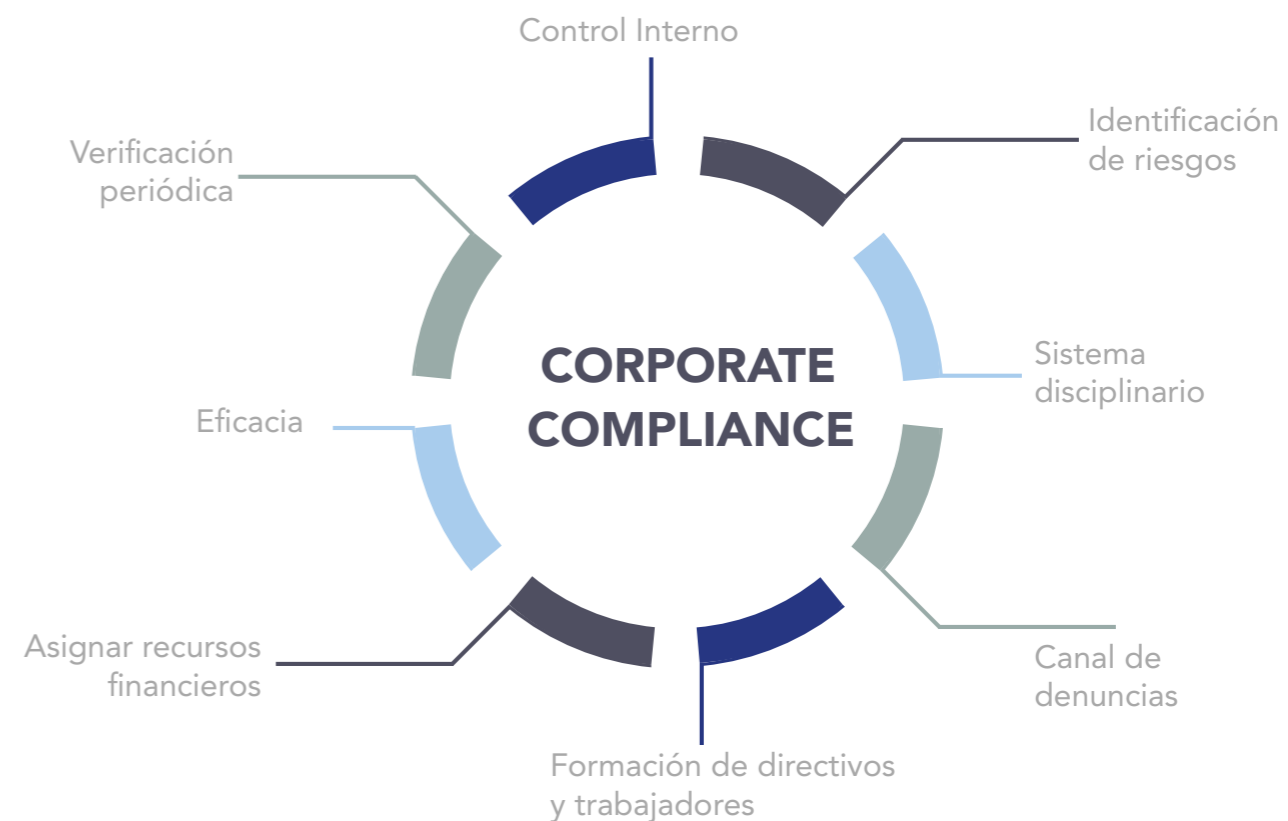 Control Interno
Identificación
de riesgos
Verificación
periódica
Sistema
disciplinario
CORPORATE
COMPLIANCE
Eficacia
Asignar recursos
financieros
Canal de
denuncias
Formación de directivos
y trabajadores